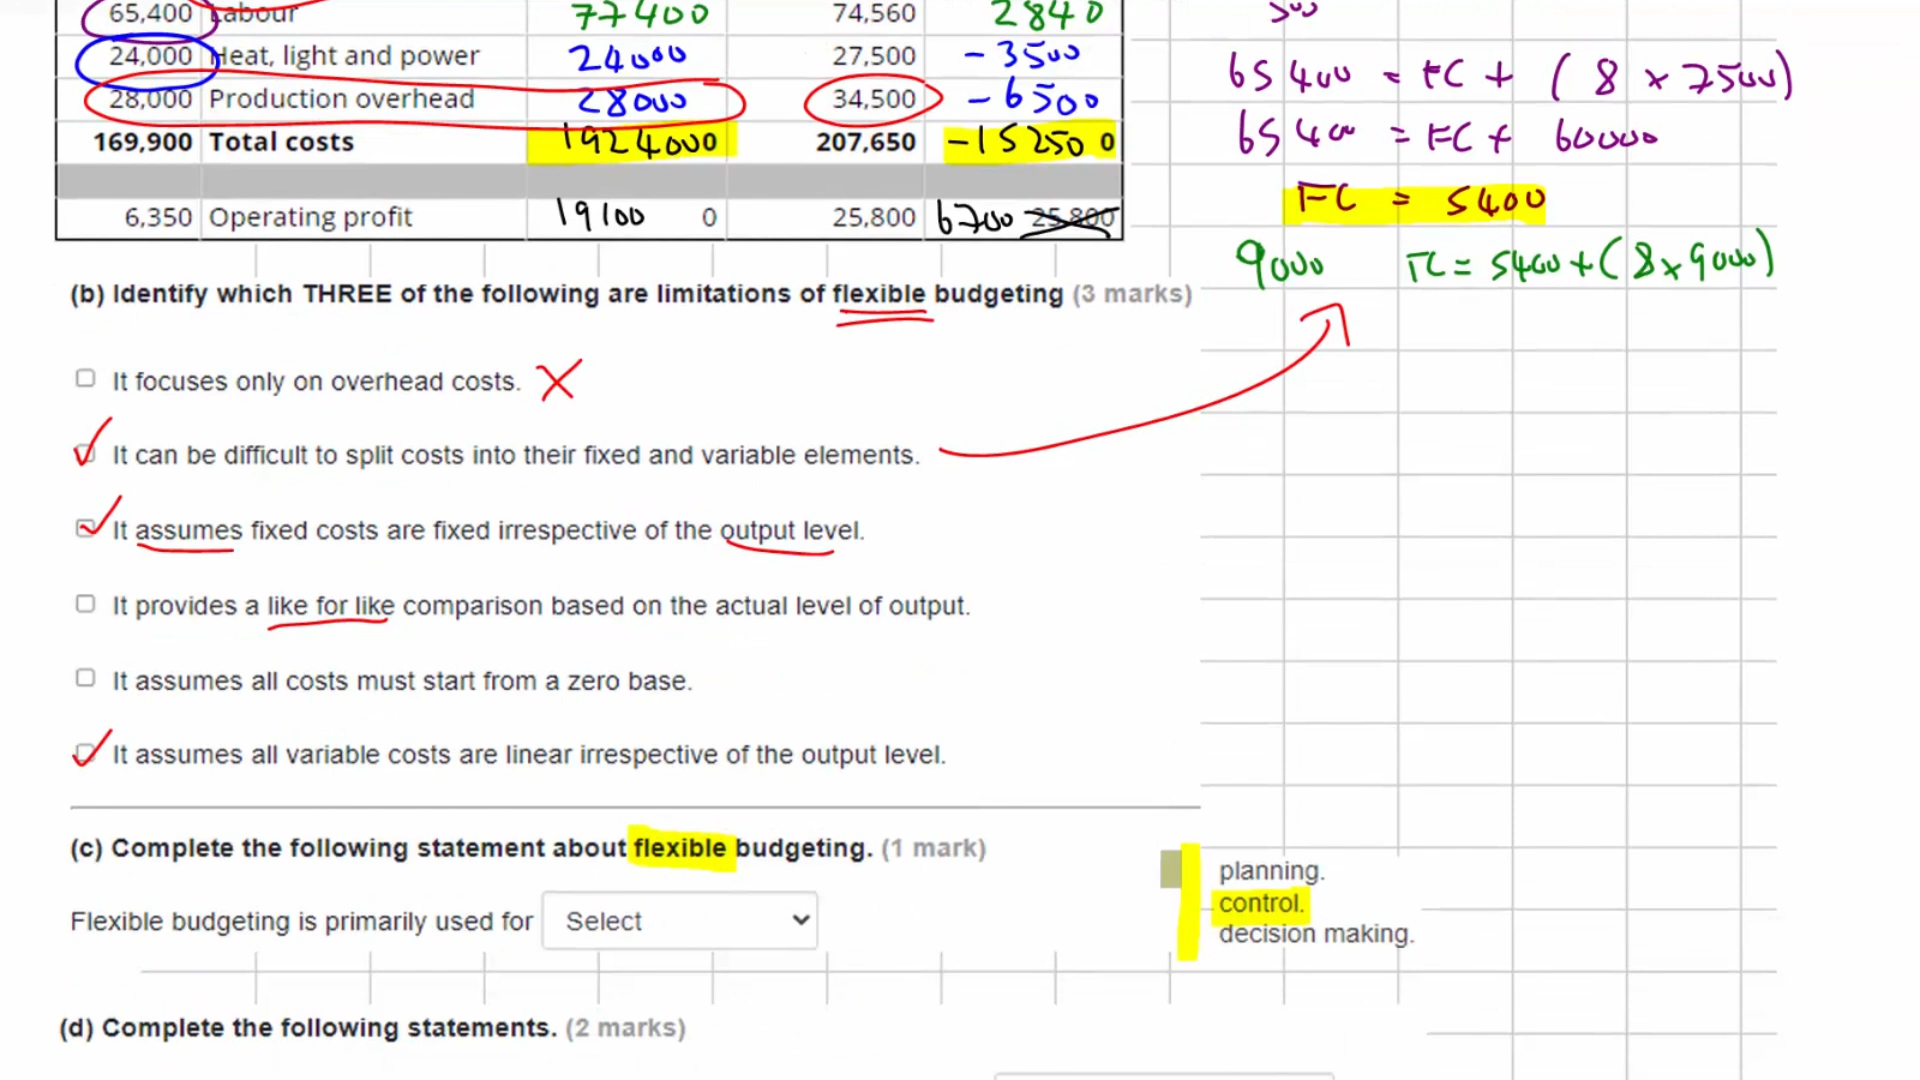 65,400 Labour 77400 74,560 2840
24,000 Heat, light and power 24000 27,500 -3500
28,000 Production overhead 28000 34,500 -6500
169,900 Total costs 1924000 207,650 -15250 0
6,350 Operating profit 19100 0 25,800 6700 25,800
65400 = FC + (8 x 7500)
65400 = FC + 60000
FC = 5400
9000 TC = 5400 + (8 x 9000)
(b) Identify which THREE of the following are limitations of flexible budgeting (3 marks)
It focuses only on overhead costs.
It can be difficult to split costs into their fixed and variable elements.
It assumes fixed costs are fixed irrespective of the output level.
It provides a like for like comparison based on the actual level of output.
It assumes all costs must start from a zero base.
It assumes all variable costs are linear irrespective of the output level.
(c) Complete the following statement about flexible budgeting. (1 mark)
Flexible budgeting is primarily used for Select
planning.
control.
decision making.
(d) Complete the following statements. (2 marks)